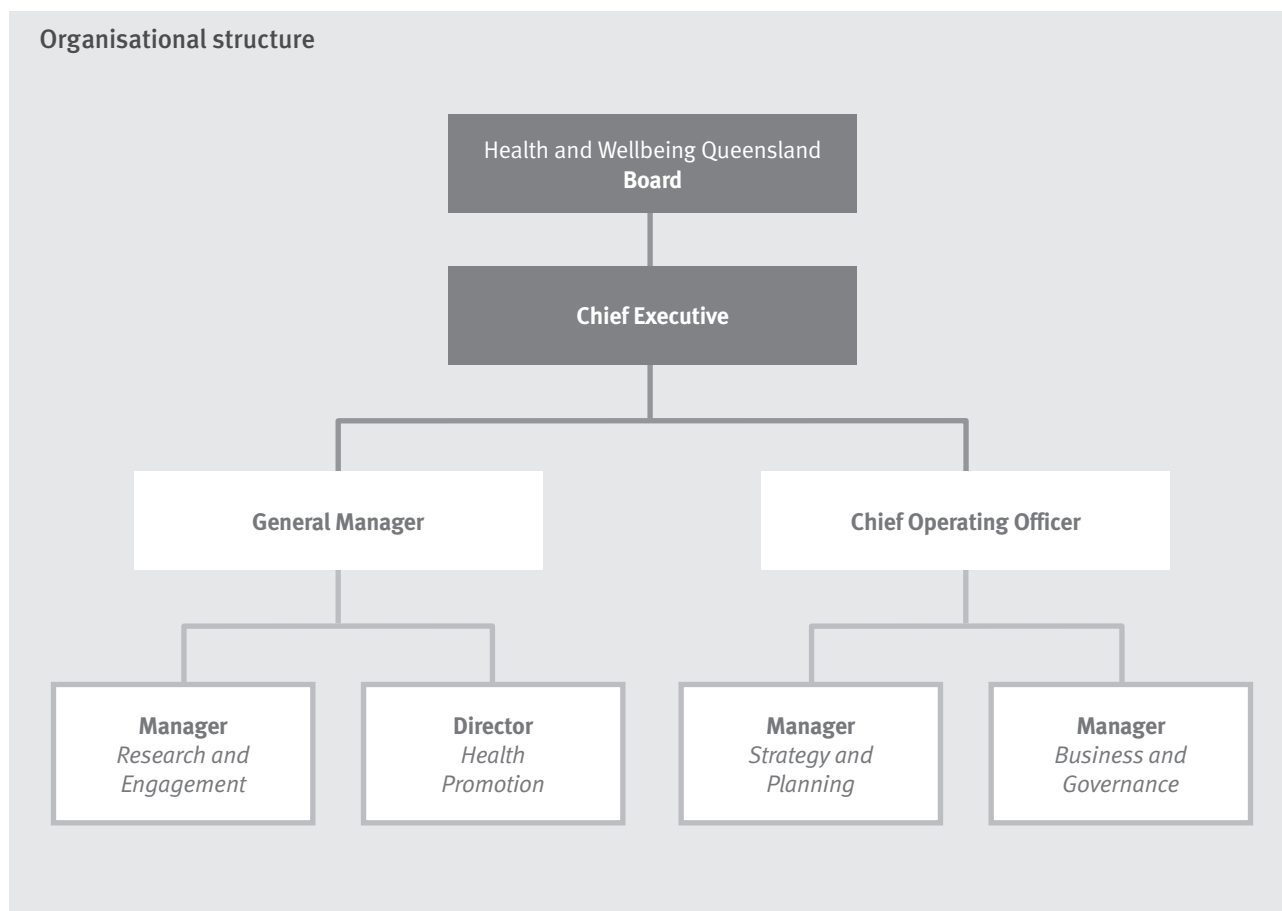 Organisational structure
Health and Wellbeing Queensland
Board
Chief Executive
General Manager
Chief Operating Officer
Manager
Research and
Engagement
Director
Health
Promotion
Manager
Strategy and
Planning
Manager
Business and
Governance